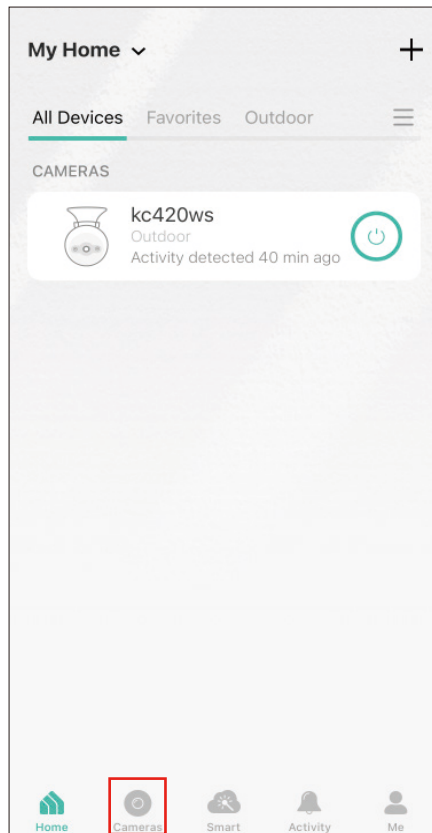 My Home
All Devices Favorites Outdoor
CAMERAS
kc420ws
Outdoor
Activity detected 40 min ago
Home Cameras Smart Activity Me